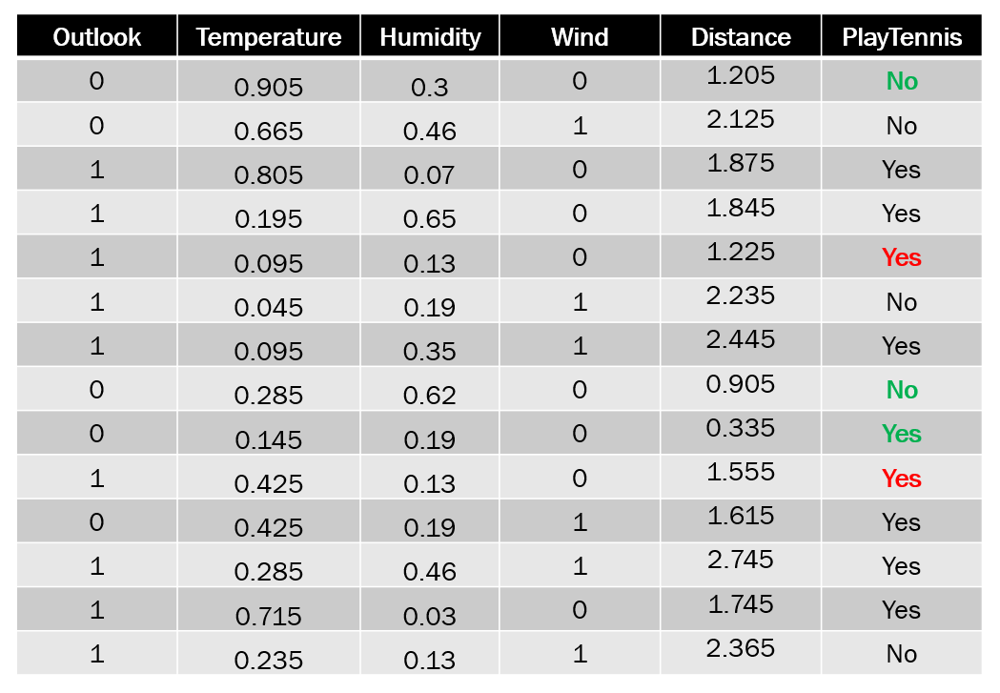 Outlook Temperature Humidity Wind Distance PlayTennis
0 0.905 0.3 0 1.205 No
0 0.665 0.46 1 2.125 No
1 0.805 0.07 0 1.875 Yes
1 0.195 0.65 0 1.845 Yes
1 0.095 0.13 0 1.225 Yes
1 0.045 0.19 1 2.235 No
1 0.095 0.35 1 2.445 Yes
0 0.285 0.62 0 0.905 No
0 0.145 0.19 0 0.335 Yes
1 0.425 0.13 0 1.555 Yes
0 0.425 0.19 1 1.615 Yes
1 0.285 0.46 1 2.745 Yes
1 0.715 0.03 0 1.745 Yes
1 0.235 0.13 1 2.365 No